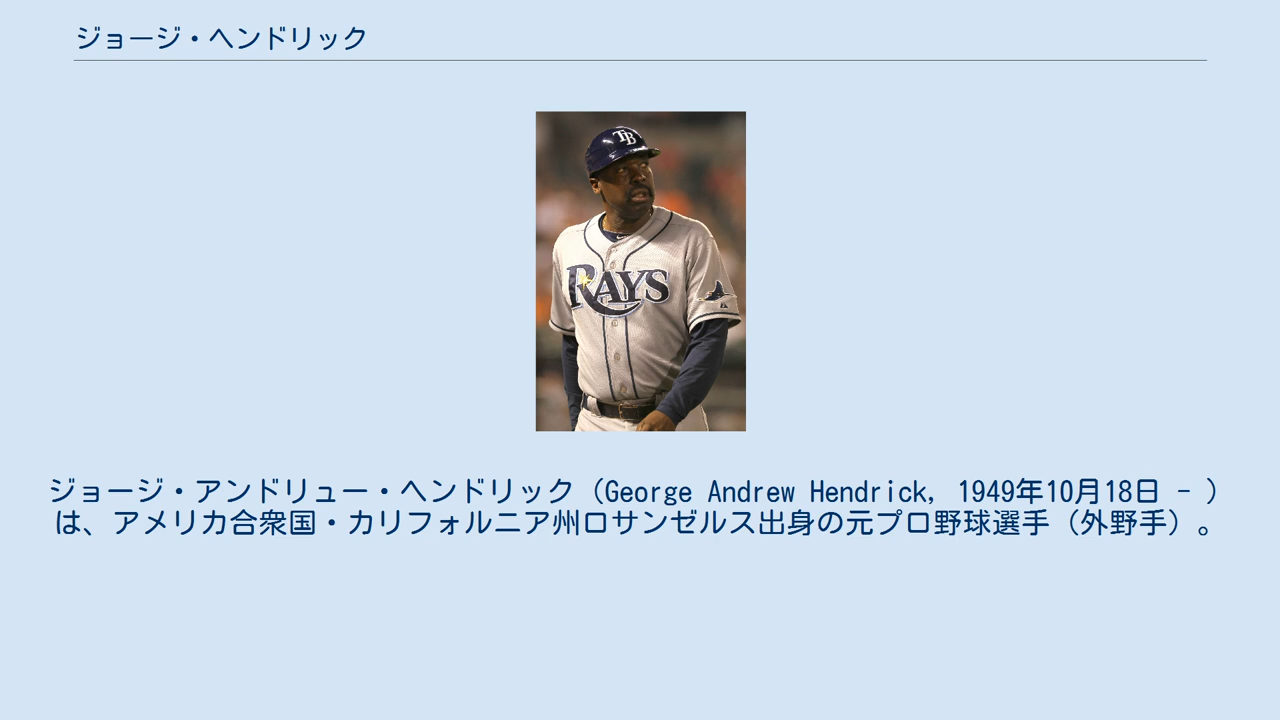 ジョージ・ヘンドリック
TB
RAYS
ジョージ・アンドリュー・ヘンドリック（George Andrew Hendrick, 1949年10月18日 - ）
は、アメリカ合衆国・カリフォルニア州ロサンゼルス出身の元プロ野球選手（外野手）。